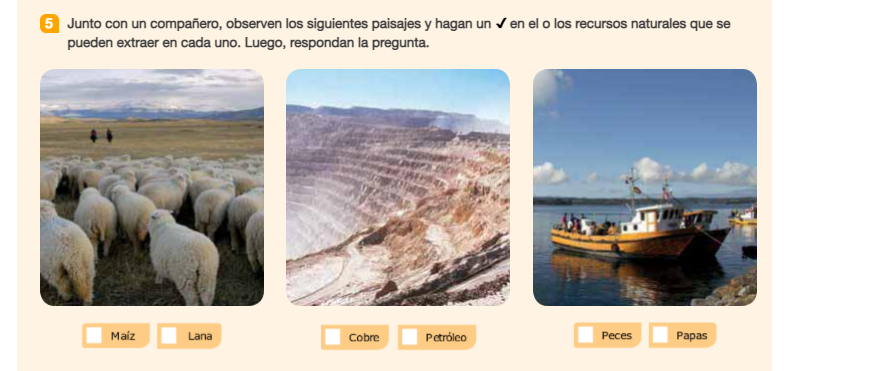 5 Junto con un compañero, observen los siguientes paisajes y hagan un ✔ en el o los recursos naturales que se
pueden extraer en cada uno. Luego, respondan la pregunta.
Maíz Lana Cobre Petróleo Peces Papas